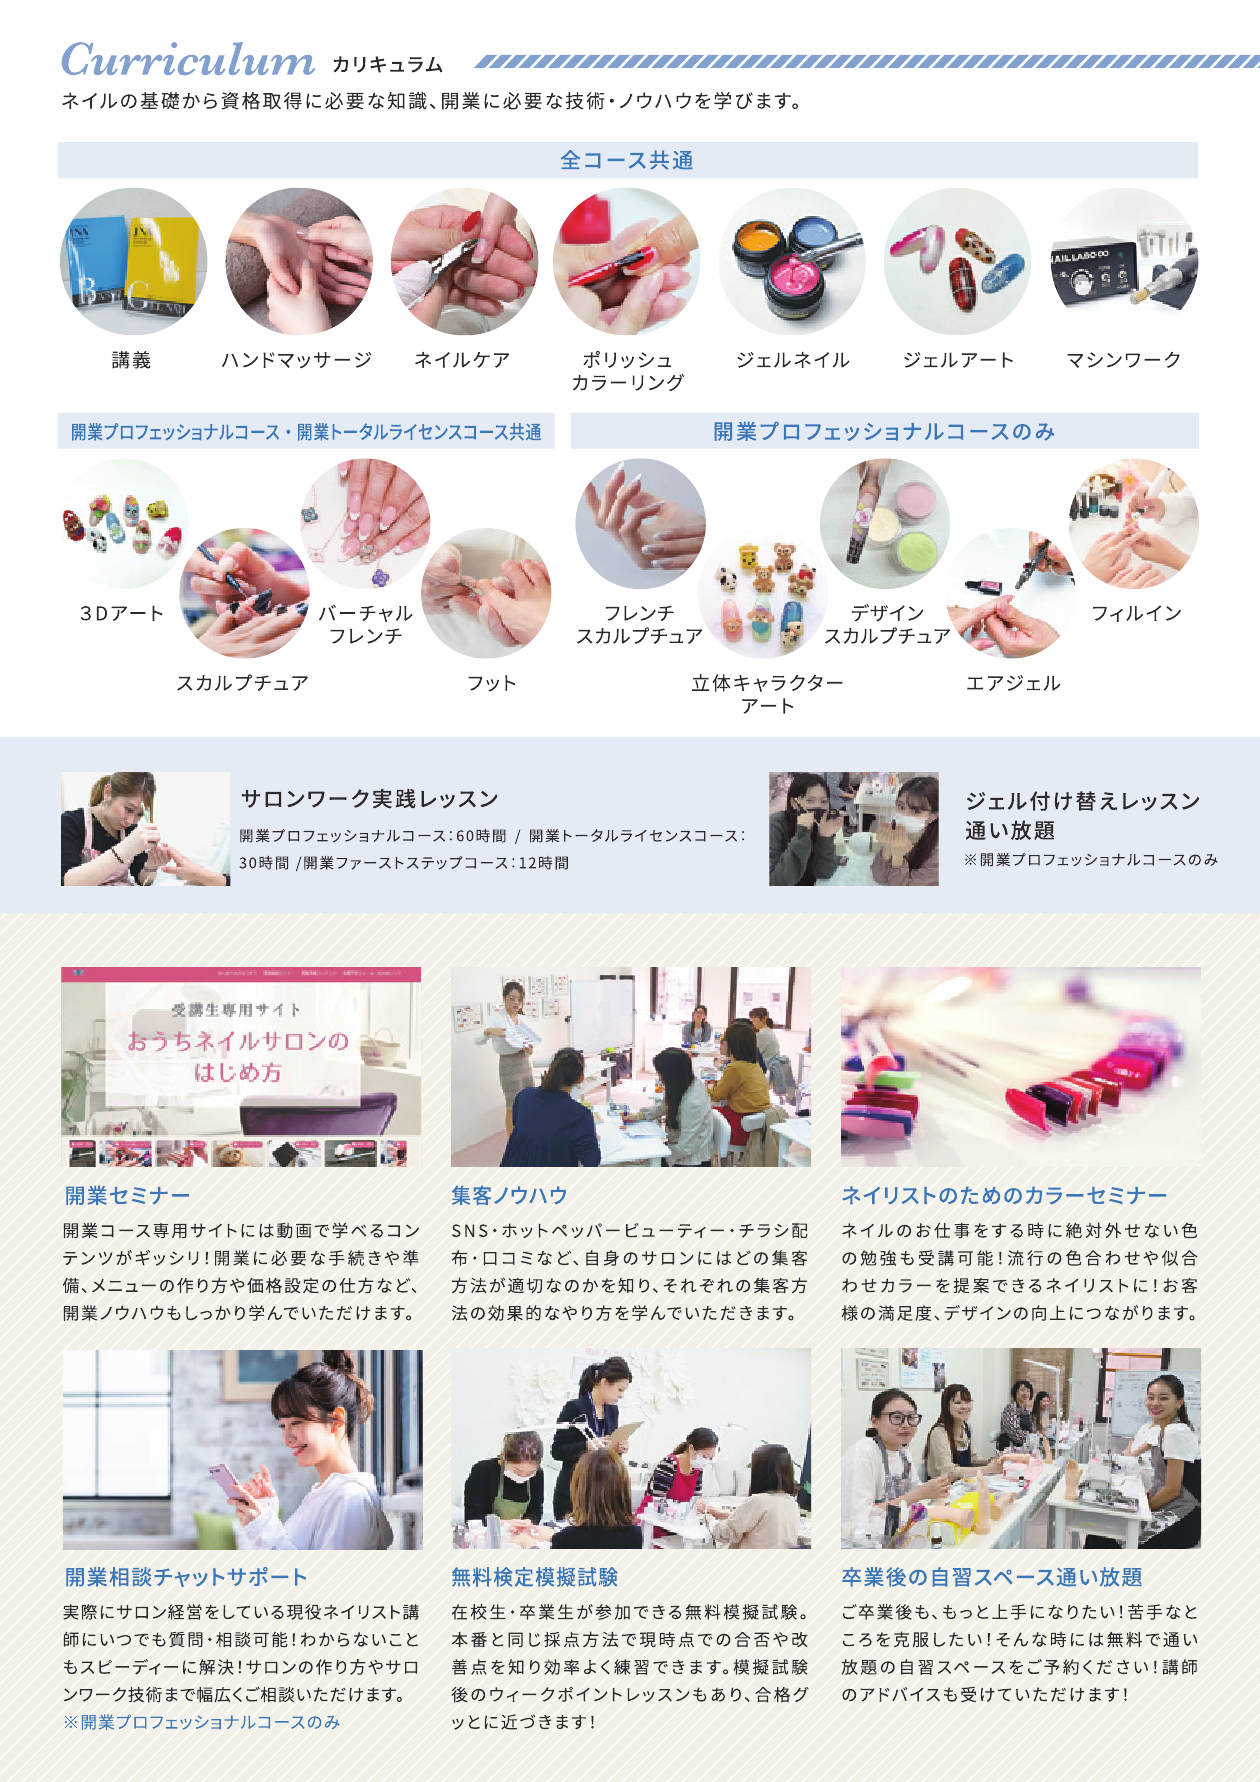 Curriculum カリキュラム
ネイルの基礎から資格取得に必要な知識、開業に必要な技術・ノウハウを学びます。
全コース共通
講義
ハンドマッサージ
ネイルケア
ポリッシュ
カラーリング
ジェルネイル
ジェルアート
マシンワーク
開業プロフェッショナルコース・開業トータルライセンスコース共通
3Dアート
スカルプチュア
バーチャル
フレンチ
フット
開業プロフェッショナルコースのみ
フレンチ
スカルプチュア
立体キャラクター
アート
デザイン
スカルプチュア
エアジェル
フィルイン
サロンワーク実践レッスン
開業プロフェッショナルコース：60時間 / 開業トータルライセンスコース：
30時間 /開業ファーストステップコース：12時間
ジェル付け替えレッスン
通い放題
※開業プロフェッショナルコースのみ
受講生専用サイト
おうちネイルサロンの
はじめ方
開業セミナー
開業コース専用サイトには動画で学べるコン
テンツがギッシリ！開業に必要な手続きや準
備、メニューの作り方や価格設定の仕方など、
開業ノウハウもしっかり学んでいただけます。
集客ノウハウ
SNS・ホットペッパービューティー・チラシ配
布・口コミなど、自身のサロンにはどの集客
方法が適切なのかを知り、それぞれの集客方
法の効果的なやり方を学んでいただきます。
ネイリストのためのカラーセミナー
ネイルのお仕事をする時に絶対外せない色
の勉強も受講可能！流行の色合わせや似合
わせカラーを提案できるネイリストに！お客
様の満足度、デザインの向上につながります。
開業相談チャットサポート
実際にサロン経営をしている現役ネイリスト講
師にいつでも質問・相談可能！わからないこと
もスピーディーに解決！サロンの作り方やサロ
ンワーク技術まで幅広くご相談いただけます。
※開業プロフェッショナルコースのみ
無料検定模擬試験
在校生・卒業生が参加できる無料模擬試験。
本番と同じ採点方法で現時点での合否や改
善点を知り効率よく練習できます。模擬試験
後のウィークポイントレッスンもあり、合格グ
ッとに近づきます！
卒業後の自習スペース通い放題
ご卒業後も、もっと上手になりたい！苦手なと
ころを克服したい！そんな時には無料で通い
放題の自習スペースをご予約ください！講師
のアドバイスも受けていただけます！